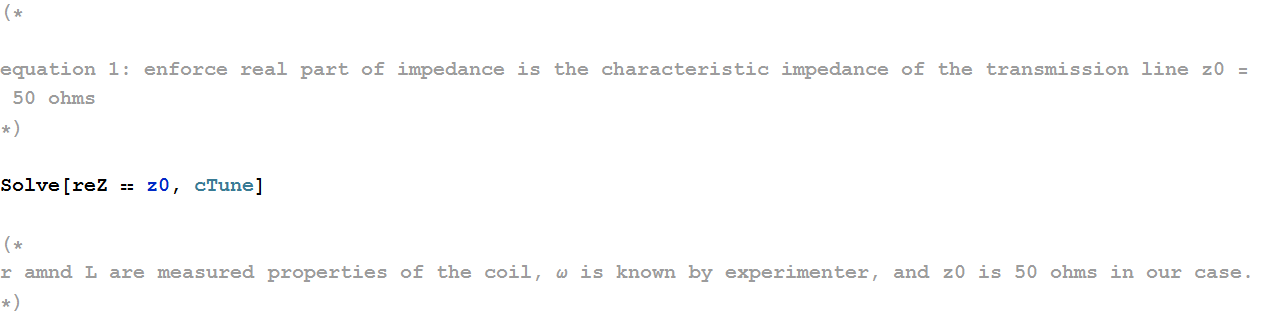 (*
equation 1: enforce real part of impedance is the characteristic impedance of the transmission line z0 =
50 ohms
*)
Solve[reZ == z0, cTune]
(*
r amnd L are measured properties of the coil, ω is known by experimenter, and z0 is 50 ohms in our case.
*)